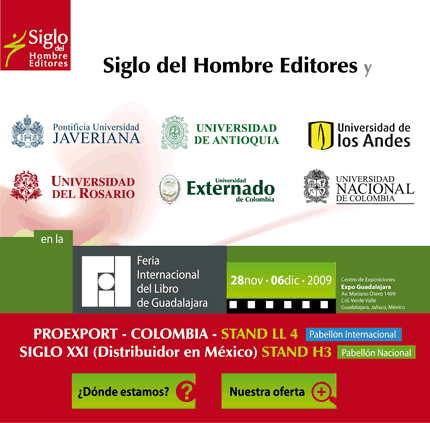 Siglo
del
Hombre
Editores
Siglo del Hombre Editores y
Pontificia Universidad
JAVERIANA
UNIVERSIDAD
DE ANTIOQUIA
Universidad de
los Andes
UNIVERSIDAD
DEL ROSARIO
Universidad
Externado
de Colombia
UNIVERSIDAD
NACIONAL
DE COLOMBIA
en la
Feria
Internacional
del Libro
de Guadalajara
28nov · 06dic · 2009
Centro de Exposiciones
Expo Guadalajara
Av. Mariano Otero 1499
Col. Verde Valle
Guadalajara, Jalisco, México
PROEXPORT - COLOMBIA - STAND LL 4 Pabellón Internacional
SIGLO XXI (Distribuidor en México) STAND H3 Pabellón Nacional
¿Dónde estamos? ?
Nuestra oferta +